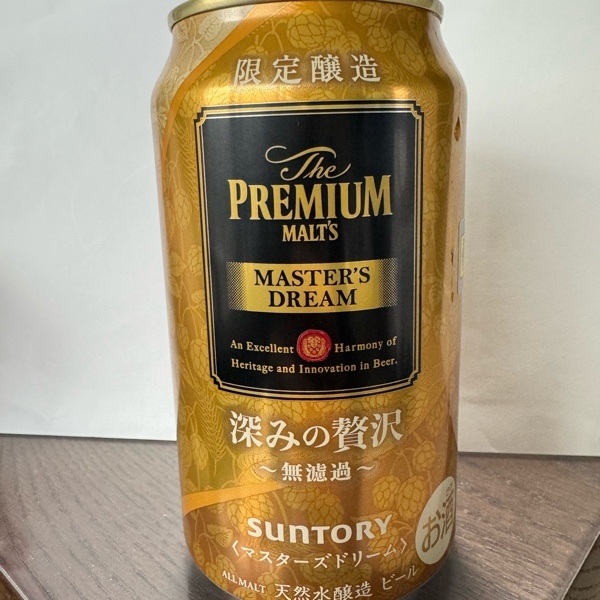 限定醸造
The
PREMIUM
MALT'S
MASTER'S
DREAM
An Excellent Harmony of
Heritage and Innovation in Beer.
深みの贅沢
～無濾過～
SUNTORY
〈マスターズドリーム〉
お酒
ALL MALT 天然水醸造 ビール